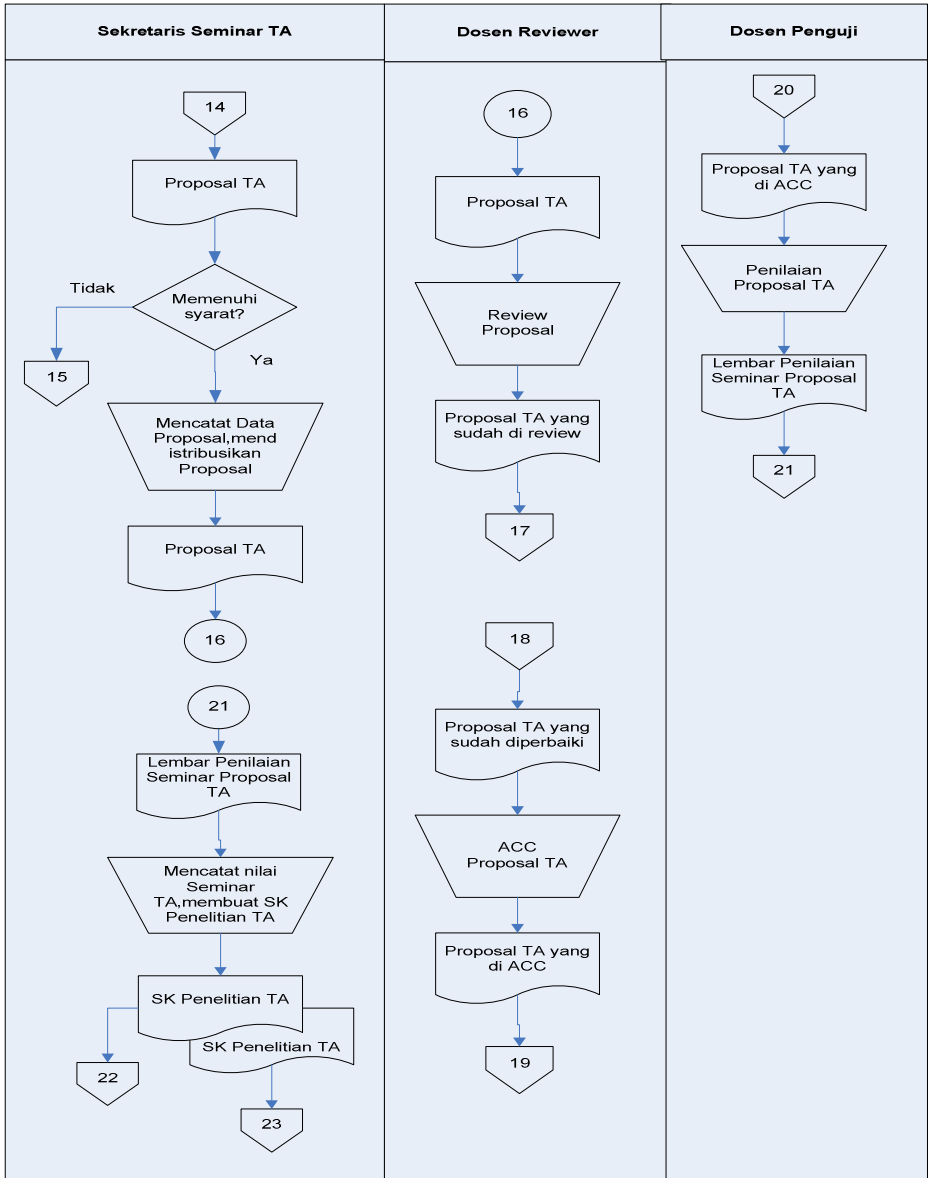 Sekretaris Seminar TA
Dosen Reviewer
Dosen Penguji
14
Proposal TA
Memenuhi
syarat?
Tidak
Ya
15
Mencatat Data
Proposal,mend
istribusikan
Proposal
Proposal TA
16
21
Lembar Penilaian
Seminar Proposal
TA
Mencatat nilai
Seminar
TA,membuat SK
Penelitian TA
SK Penelitian TA
SK Penelitian TA
22
23
16
Proposal TA
Review
Proposal
Proposal TA yang
sudah di review
17
18
Proposal TA yang
sudah diperbaiki
ACC
Proposal TA
Proposal TA yang
di ACC
19
20
Proposal TA yang
di ACC
Penilaian
Proposal TA
Lembar Penilaian
Seminar Proposal
TA
21